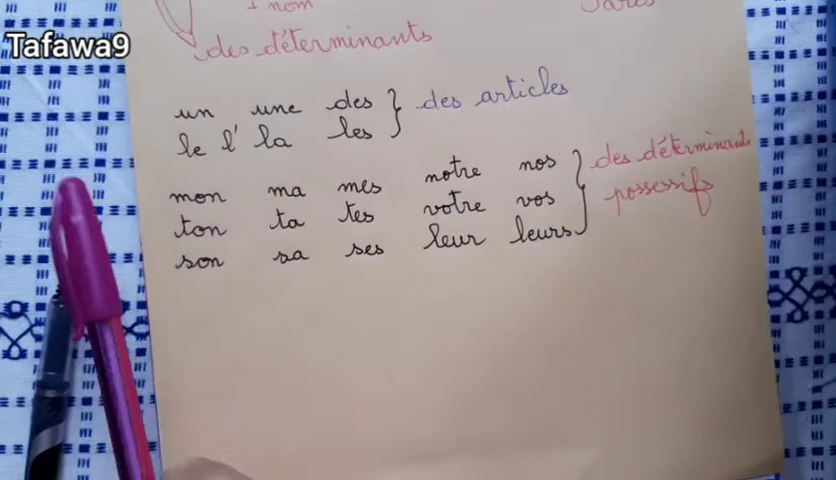 + nom
Tafawa9
des déterminants
un une des } des articles
le l' la les
mon ma mes notre nos } des déterminants
ton ta tes votre vos possessifs
son sa ses leur leurs